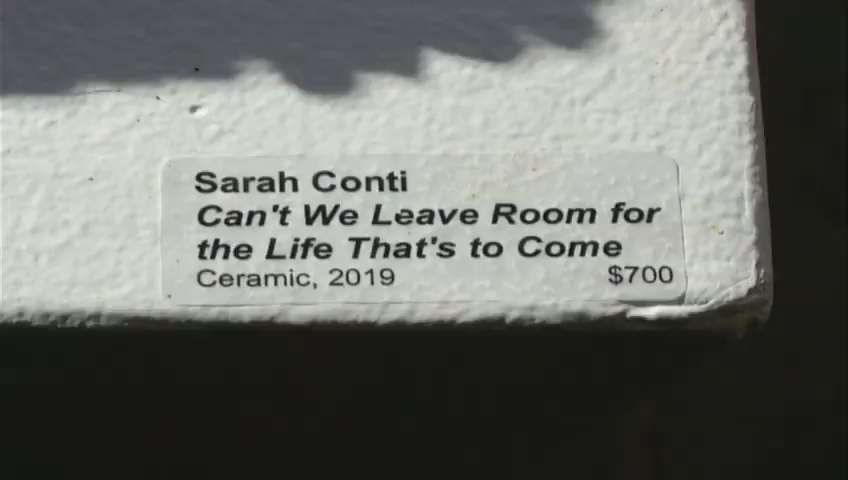 Sarah Conti
Can't We Leave Room for
the Life That's to Come
Ceramic, 2019 $700